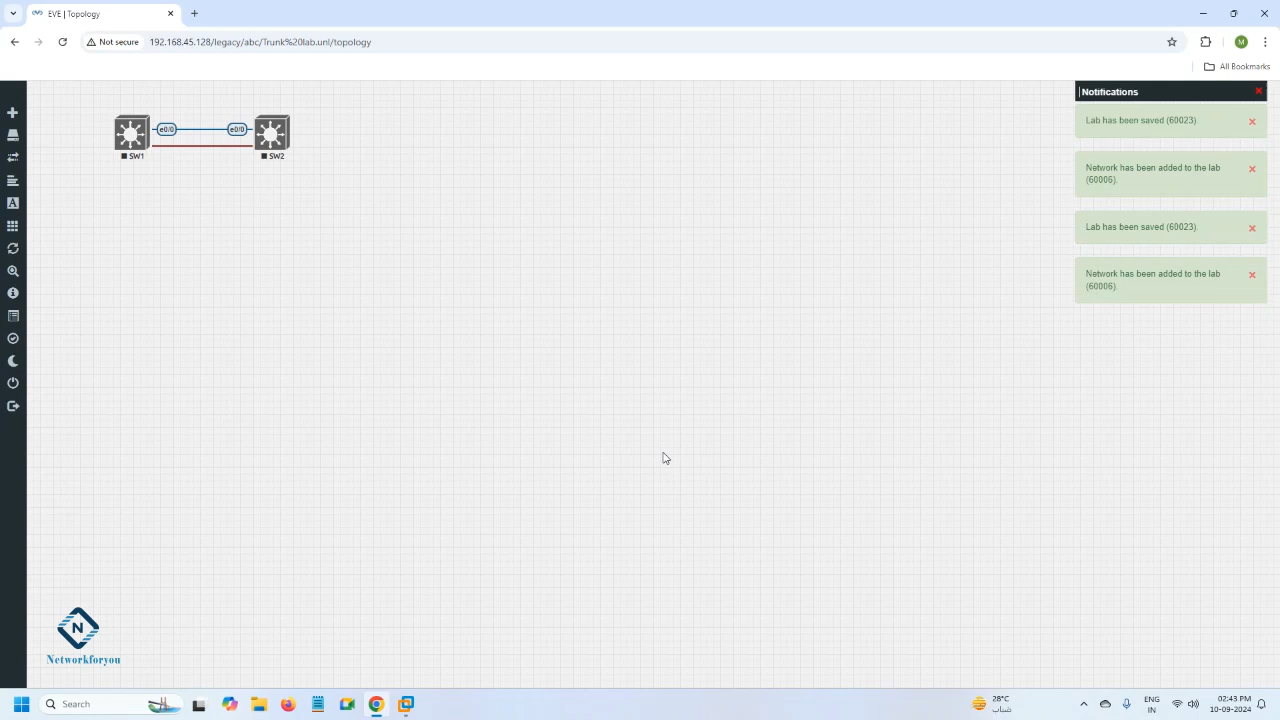 EVE | Topology
Not secure
192.168.45.128/legacy/abc/Trunk%20lab.unl/topology
M
All Bookmarks
Notifications
Lab has been saved (60023).
Network has been added to the lab
(60006).
Lab has been saved (60023).
Network has been added to the lab
(60006).
e0/0
e0/0
SW1
SW2
A
N
Networkforyou
Search
28°C
ضباب
ENG
IN
02:43 PM
10-09-2024